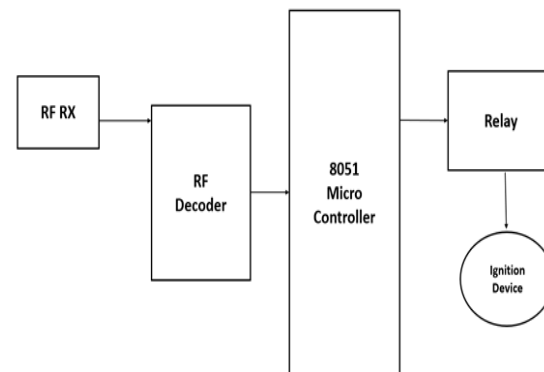 RF RX
RF
Decoder
8051
Micro
Controller
Relay
Ignition
Device